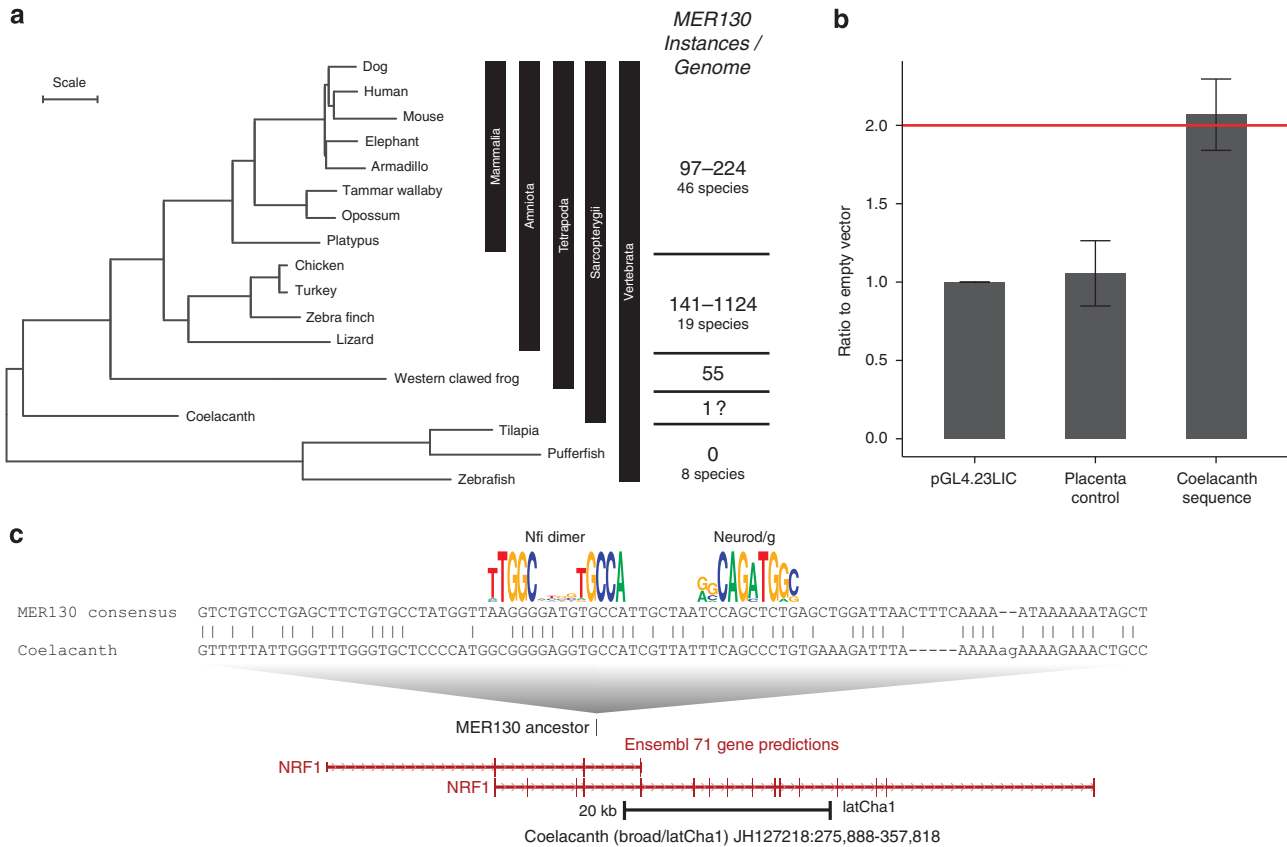 a
Scale
Dog
Human
Mouse
Elephant
Armadillo
Tammar wallaby
Opossum
Platypus
Chicken
Turkey
Zebra finch
Lizard
Western clawed frog
Coelacanth
Tilapia
Pufferfish
Zebrafish
Mammalia
Amniota
Tetrapoda
Sarcopterygii
Vertebrata
MER130
Instances /
Genome
97–224
46 species
141–1124
19 species
55
1 ?
0
8 species
b
Ratio to empty vector
2.0
1.5
1.0
0.5
0.0
pGL4.23LIC
Placenta
control
Coelacanth
sequence
c
Nfi dimer
Neurod/g
MER130 consensus GTCTGTCCTGAGCTTCTGTGCCTATGGTTAAGGGGATGTGCCATTGCTAATCCAGCTCTGAGCTGGATTAACTTTCAAAA--ATAAAAAATAGCT
Coelacanth GTTTTTATTGGGTTTGGGTGCTCCCCATGGCGGGGAGGTGCCATCGTTATTTCAGCCCTGTGAAAGATTTA-----AAAAagAAAAGAAACTGCC
MER130 ancestor
Ensembl 71 gene predictions
NRF1
NRF1
20 kb
latCha1
Coelacanth (broad/latCha1) JH127218:275,888-357,818